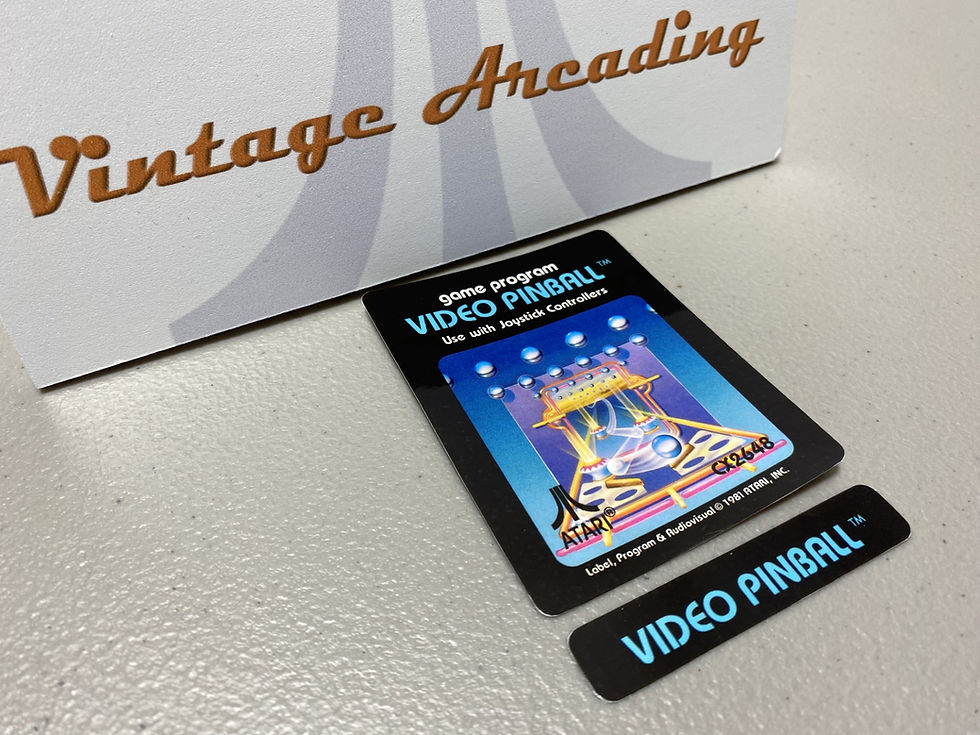 Vintage Arcading
game program
VIDEO PINBALL™
Use with Joystick Controllers
CX2648
ATARI®
Label, Program & Audiovisual © 1981 ATARI, INC.
VIDEO PINBALL™